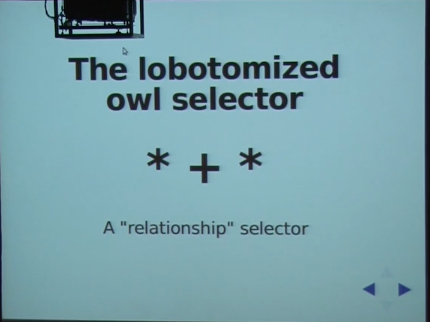 The lobotomized
owl selector
* + *
A "relationship" selector